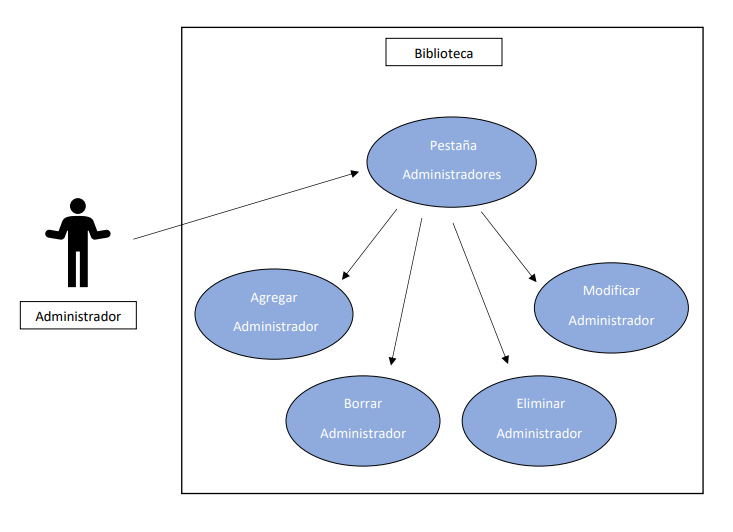 Biblioteca
Pestaña
Administradores
Administrador
Agregar
Administrador
Modificar
Administrador
Borrar
Administrador
Eliminar
Administrador